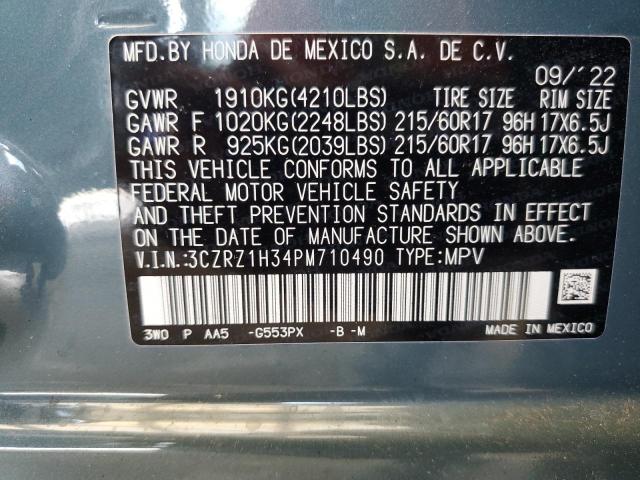 MFD.BY HONDA DE MEXICO S.A. DE C.V.
09/'22
GVWR 1910KG(4210LBS) TIRE SIZE RIM SIZE
GAWR F 1020KG(2248LBS) 215/60R17 96H 17X6.5J
GAWR R 925KG(2039LBS) 215/60R17 96H 17X6.5J
THIS VEHICLE CONFORMS TO ALL APPLICABLE
FEDERAL MOTOR VEHICLE SAFETY
AND THEFT PREVENTION STANDARDS IN EFFECT
ON THE DATE OF MANUFACTURE SHOWN ABOVE.
V.I.N.:3CZRZ1H34PM710490 TYPE:MPV
3W0 P AA5 -G553PX -B -M MADE IN MEXICO